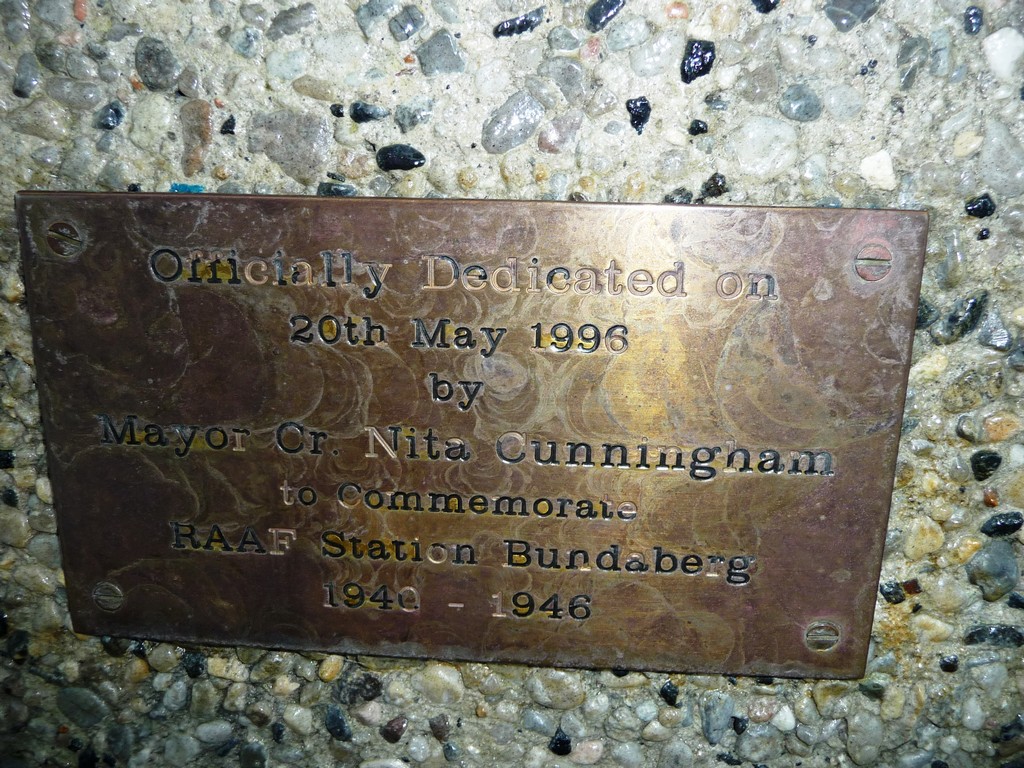 Officially Dedicated on
20th May 1996
by
Mayor Cr. Nita Cunningham
to Commemorate
RAAF Station Bundaberg
1940 - 1946